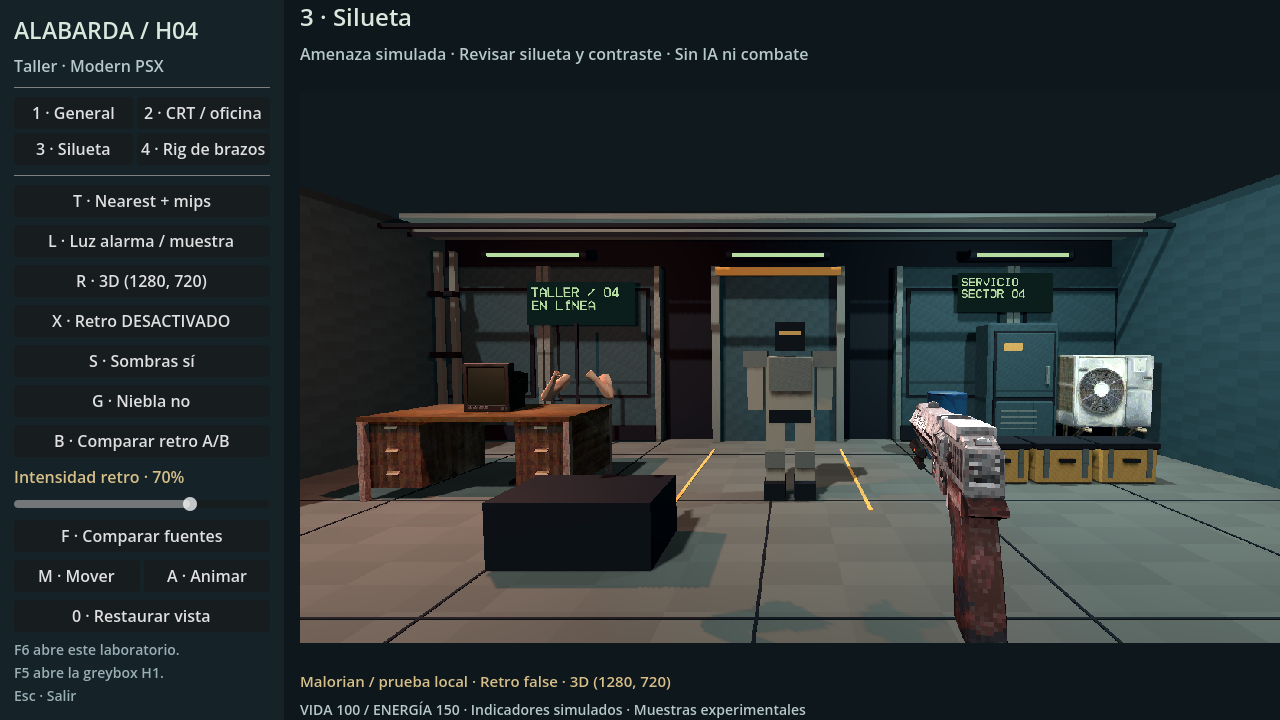 ALABARDA / H04
Taller · Modern PSX
1 · General
2 · CRT / oficina
3 · Silueta
4 · Rig de brazos
T · Nearest + mips
L · Luz alarma / muestra
R · 3D (1280, 720)
X · Retro DESACTIVADO
S · Sombras sí
G · Niebla no
B · Comparar retro A/B
Intensidad retro · 70%
F · Comparar fuentes
M · Mover
A · Animar
0 · Restaurar vista
F6 abre este laboratorio.
F5 abre la greybox H1.
Esc · Salir
3 · Silueta
Amenaza simulada · Revisar silueta y contraste · Sin IA ni combate
TALLER / 04
EN LÍNEA
SERVICIO
SECTOR 04
Malorian / prueba local · Retro false · 3D (1280, 720)
VIDA 100 / ENERGÍA 150 · Indicadores simulados · Muestras experimentales